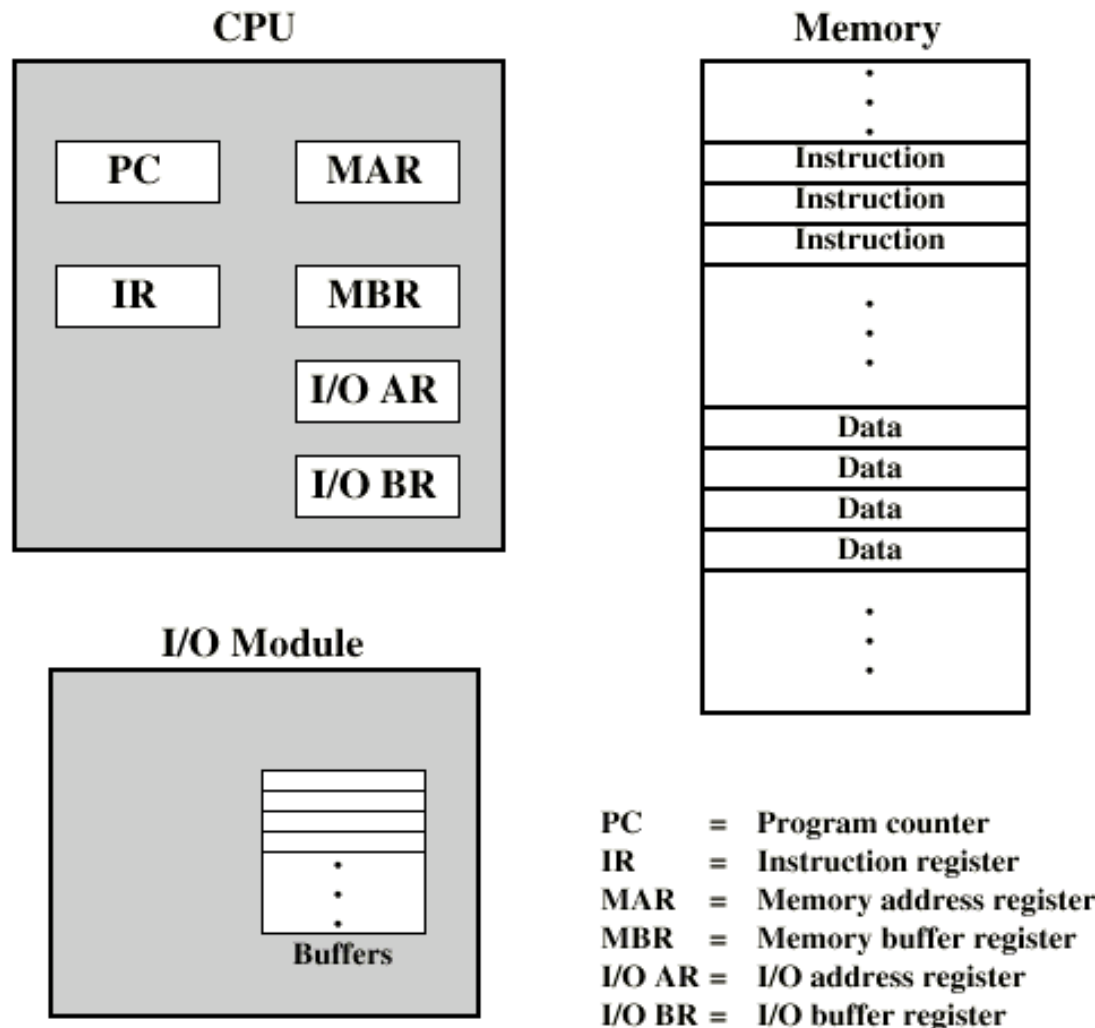 CPU
PC
MAR
IR
MBR
I/O AR
I/O BR
Memory
Instruction
Instruction
Instruction
Data
Data
Data
Data
I/O Module
Buffers
PC = Program counter
IR = Instruction register
MAR = Memory address register
MBR = Memory buffer register
I/O AR = I/O address register
I/O BR = I/O buffer register